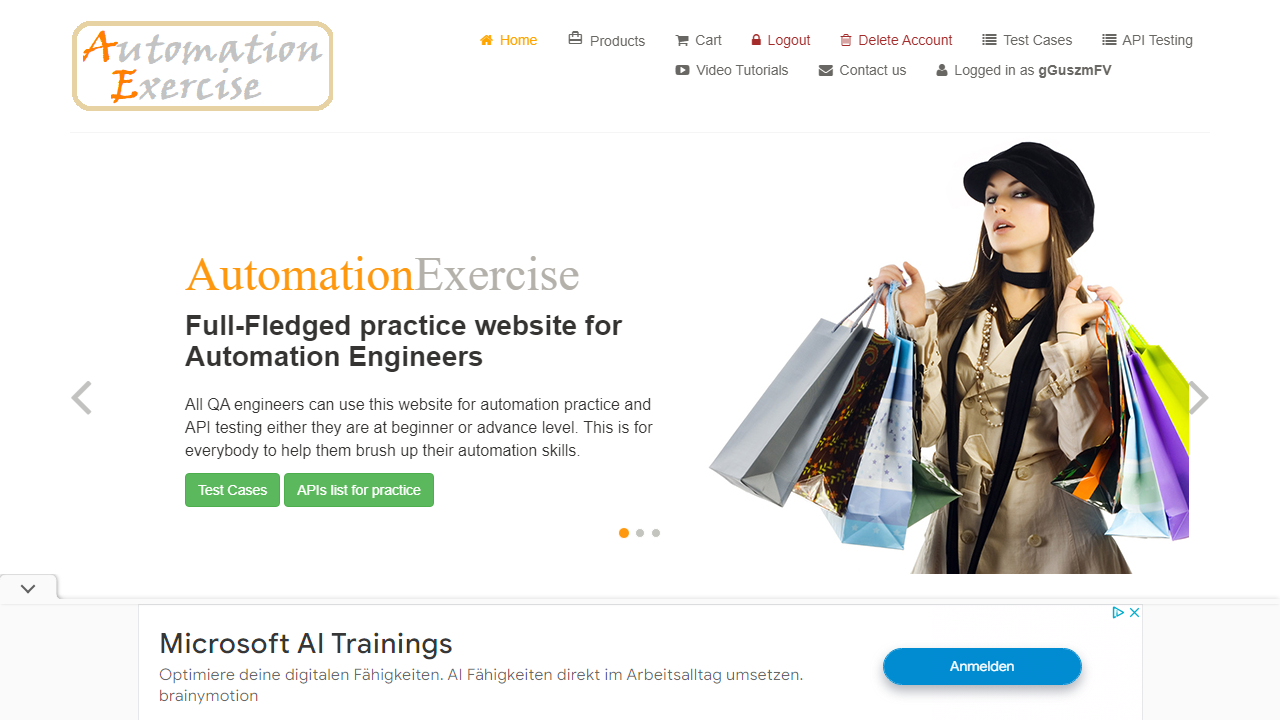 Automation
Exercise
Home Products Cart Logout Delete Account Test Cases API Testing
Video Tutorials Contact us Logged in as gGuszmFV
AutomationExercise
Full-Fledged practice website for
Automation Engineers
All QA engineers can use this website for automation practice and
API testing either they are at beginner or advance level. This is for
everybody to help them brush up their automation skills.
Test Cases APIs list for practice
Microsoft AI Trainings
Optimiere deine digitalen Fähigkeiten. AI Fähigkeiten direkt im Arbeitsalltag umsetzen.
brainymotion
Anmelden